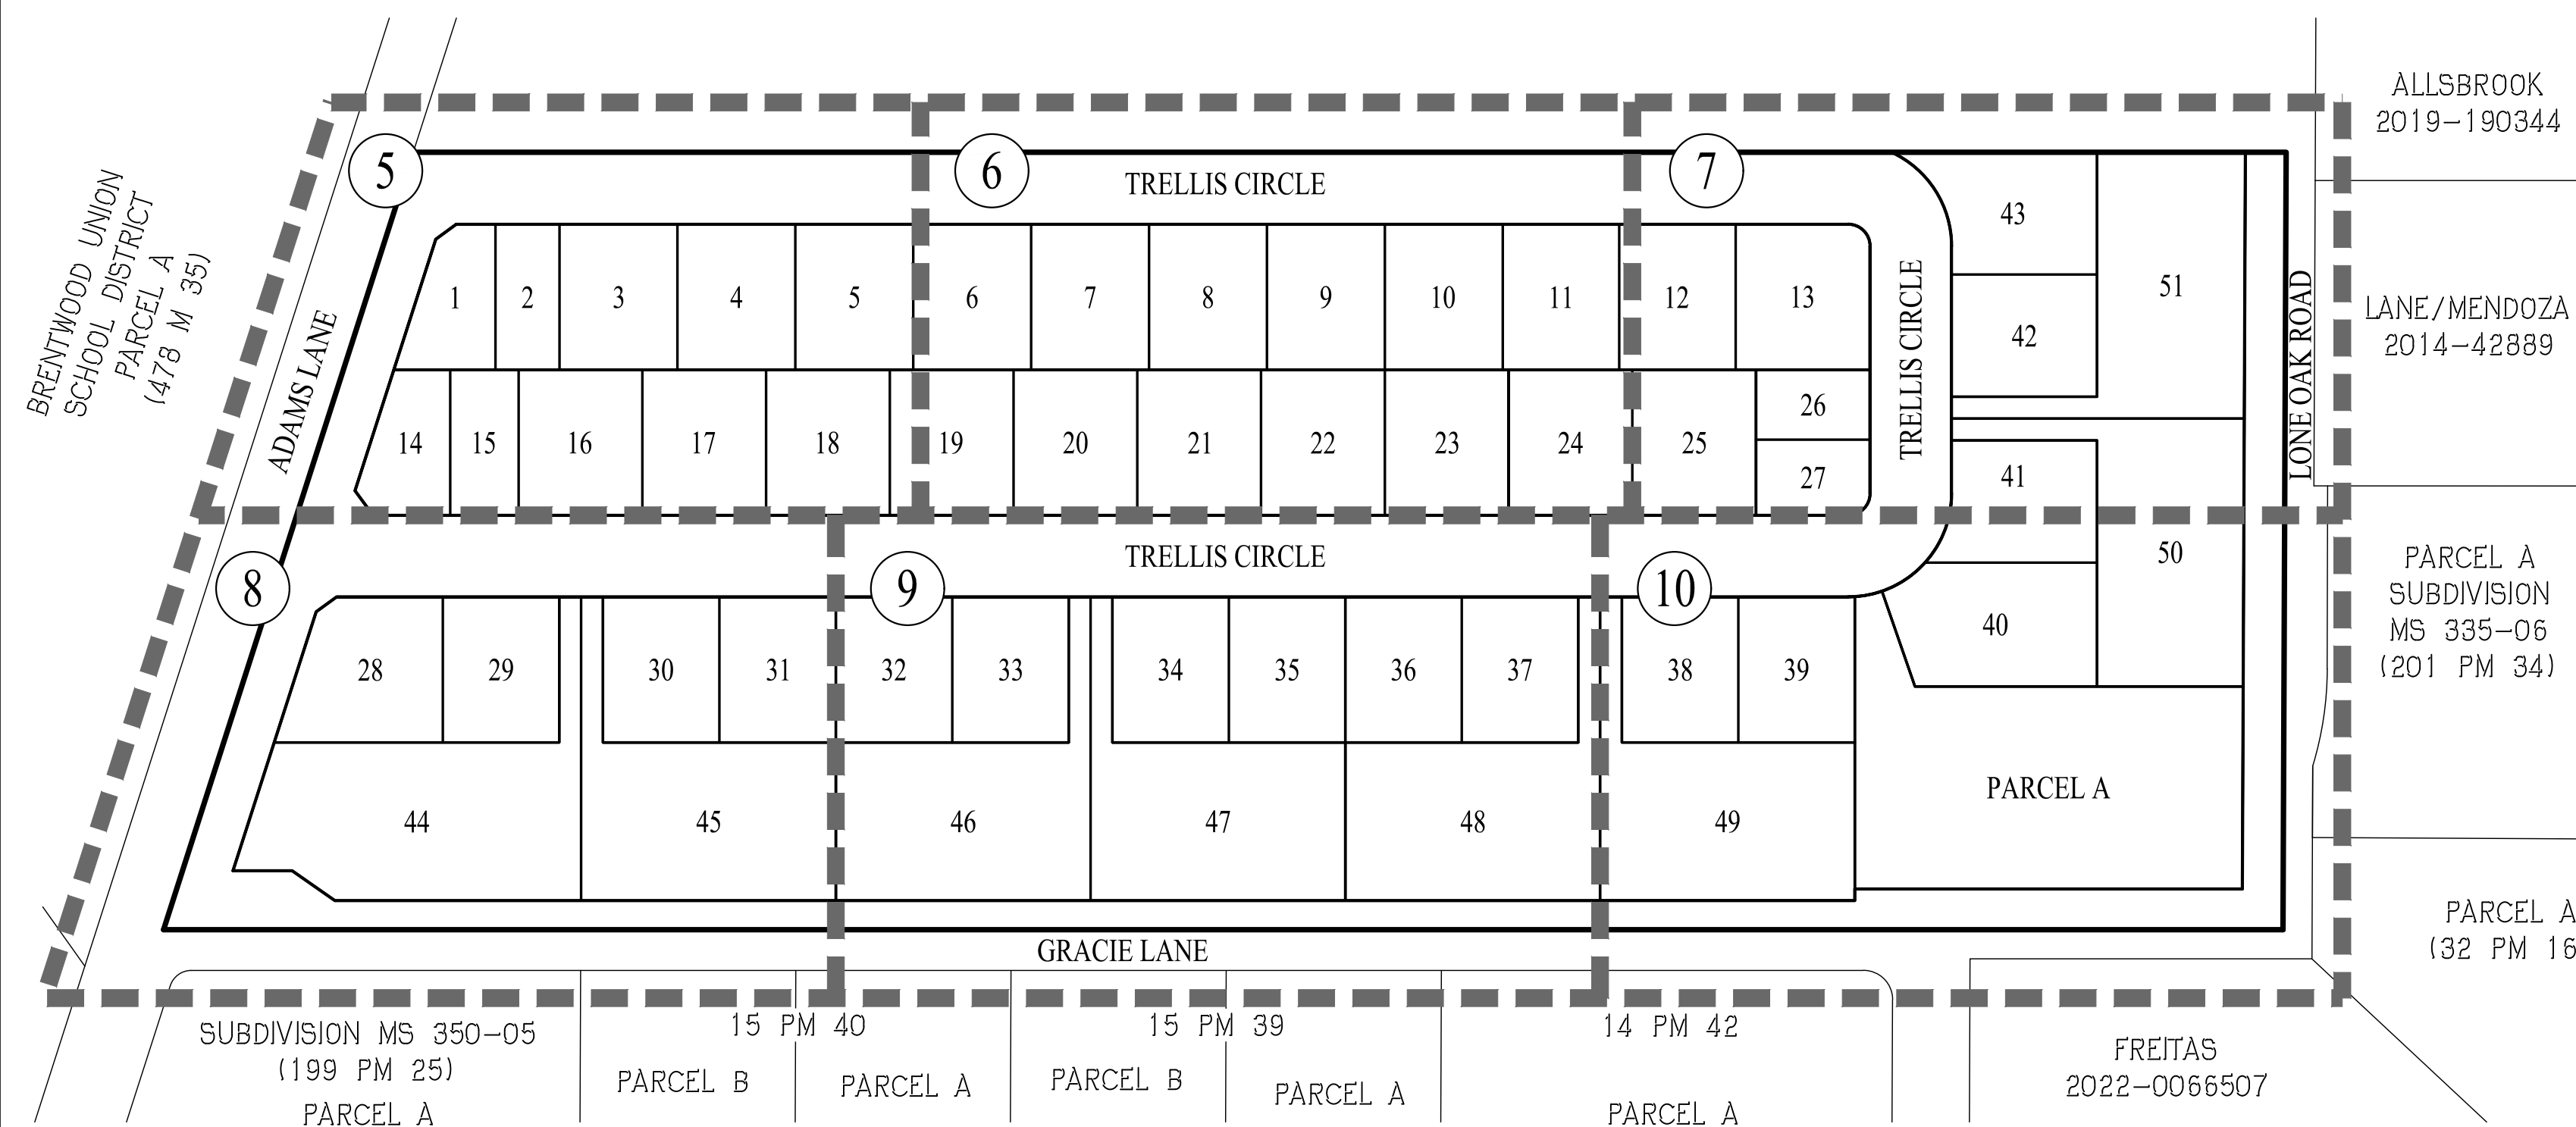 ALLSBROOK
2019-190344
5
6
7
TRELLIS CIRCLE
BRENTWOOD UNION
SCHOOL DISTRICT
PARCEL A
(478 M 35)
ADAMS LANE
1 2 3 4 5 6 7 8 9 10 11 12 13
43
42
51
TRELLIS CIRCLE
LONE OAK ROAD
LANE/MENDOZA
2014-42889
14 15 16 17 18 19 20 21 22 23 24 25
26
27
41
8
9
10
TRELLIS CIRCLE
50
40
PARCEL A
SUBDIVISION
MS 335-06
(201 PM 34)
28 29 30 31 32 33 34 35 36 37 38 39
44 45 46 47 48 49
PARCEL A
PARCEL A
(32 PM 16
GRACIE LANE
SUBDIVISION MS 350-05
(199 PM 25)
PARCEL A
15 PM 40
PARCEL B
PARCEL A
15 PM 39
PARCEL B
PARCEL A
14 PM 42
PARCEL A
FREITAS
2022-0066507